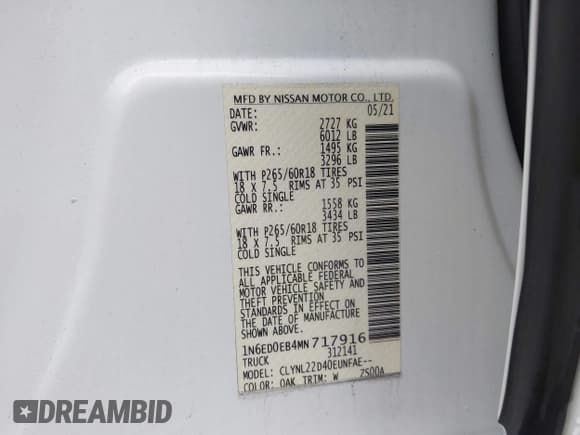 MFD BY NISSAN MOTOR CO., LTD.
DATE: 05/21
GVWR: 2727 KG
6012 LB
GAWR FR.: 1495 KG
3296 LB
WITH P265/60R18 TIRES
18 X 7.5 RIMS AT 35 PSI
COLD SINGLE
GAWR RR.: 1558 KG
3434 LB
WITH P265/60R18 TIRES
18 X 7.5 RIMS AT 35 PSI
COLD SINGLE
THIS VEHICLE CONFORMS TO
ALL APPLICABLE FEDERAL
MOTOR VEHICLE SAFETY AND
THEFT PREVENTION
STANDARDS IN EFFECT ON
THE DATE OF MANUFACTURE
SHOWN ABOVE.
1N6ED0EB4MN717916
TRUCK 312141
MODEL: CLYNL22D40EUNFAE--
COLOR: QAK TRIM: W ZS00A
DREAMBID